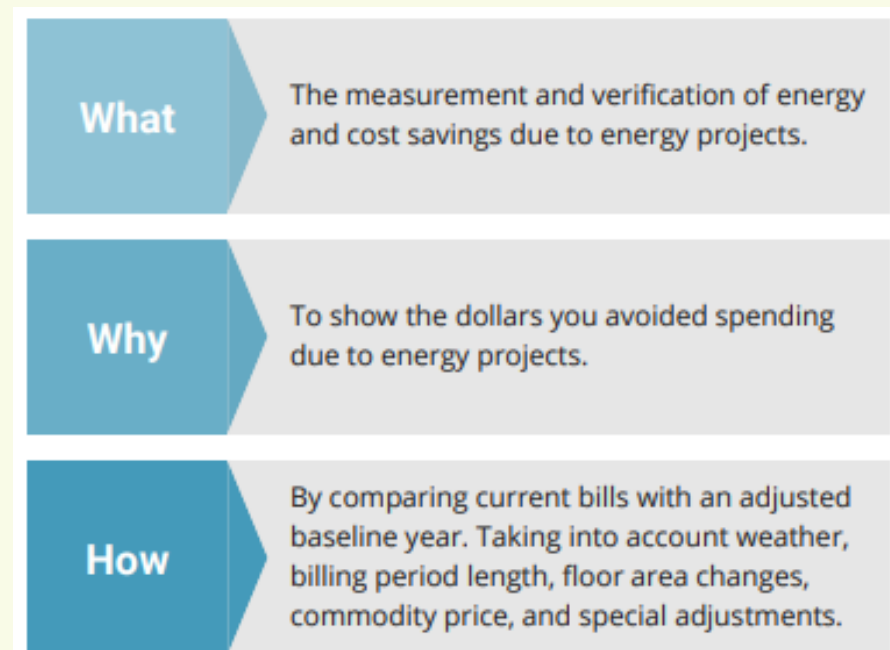 What
The measurement and verification of energy
and cost savings due to energy projects.
Why
To show the dollars you avoided spending
due to energy projects.
How
By comparing current bills with an adjusted
baseline year. Taking into account weather,
billing period length, floor area changes,
commodity price, and special adjustments.